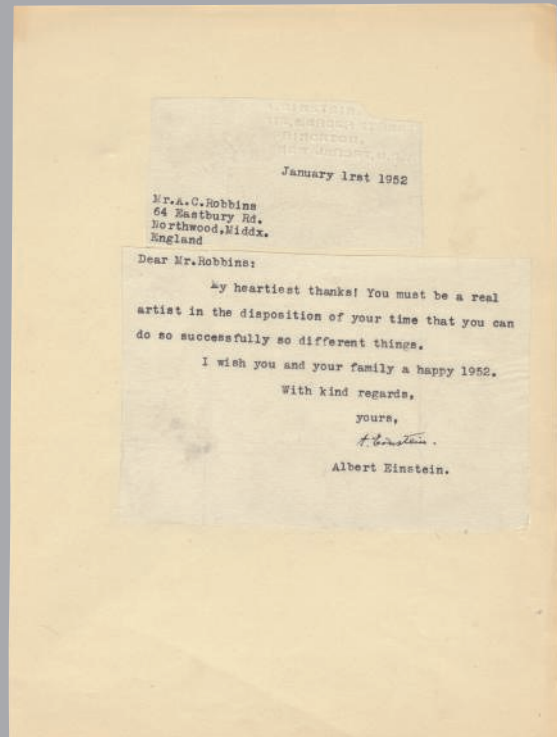 January 1rst 1952
Mr.A.C.Robbins
64 Eastbury Rd.
Northwood,Middx.
England
Dear Mr.Robbins:
My heartiest thanks! You must be a real
artist in the disposition of your time that you can
do so successfully so different things.
I wish you and your family a happy 1952.
With kind regards,
yours,
A. Einstein.
Albert Einstein.